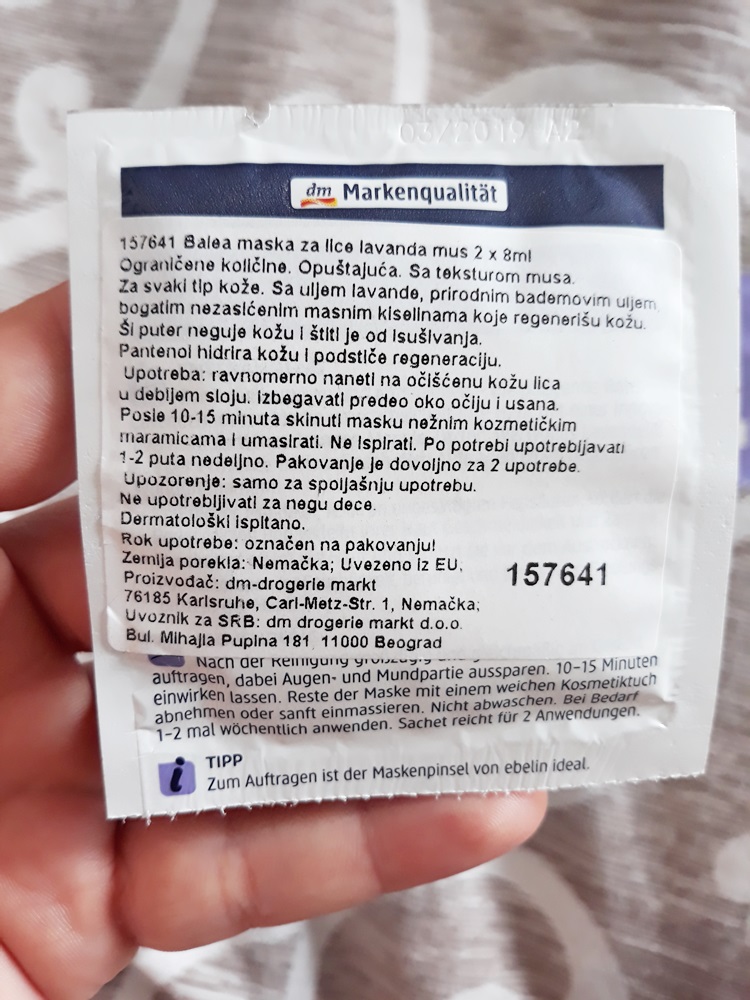 03/2019 A2
dm Markenqualität
157641 Balea maska za lice lavanda mus 2 x 8ml
Ograničene količine. Opuštajuća. Sa teksturom musa.
Za svaki tip kože. Sa uljem lavande, prirodnim bademovim uljem
bogatim nezasićenim masnim kiselinama koje regenerišu kožu.
Ši puter neguje kožu i štiti je od isušivanja.
Pantenol hidrira kožu i podstiče regeneraciju.
Upotreba: ravnomerno naneti na očišćenu kožu lica
u debljem sloju. izbegavati predeo oko očiju i usana.
Posle 10-15 minuta skinuti masku nežnim kozmetičkim
maramicama i umasirati. Ne ispirati. Po potrebi upotrebljavati
1-2 puta nedeljno. Pakovanje je dovoljno za 2 upotrebe.
Upozorenje: samo za spoljašnju upotrebu.
Ne upotrebljivati za negu dece.
Dermatološki ispitano.
Rok upotrebe: označen na pakovanju!
Zemlja porekla: Nemačka; Uvezeno iz EU.
Proizvođač: dm-drogerie markt
157641
76185 Karlsruhe, Carl-Metz-Str. 1, Nemačka;
Uvoznik za SRB: dm drogerie markt d.o.o.
Bul. Mihajla Pupina 181, 11000 Beograd
Nach der Reinigung großzügig
auftragen, dabei Augen- und Mundpartie aussparen. 10-15 Minuten
einwirken lassen. Reste der Maske mit einem weichen Kosmetiktuch
abnehmen oder sanft einmassieren. Nicht abwaschen. Bei Bedarf
1-2 mal wöchentlich anwenden. Sachet reicht für 2 Anwendungen.
i TIPP
Zum Auftragen ist der Maskenpinsel von ebelin ideal.